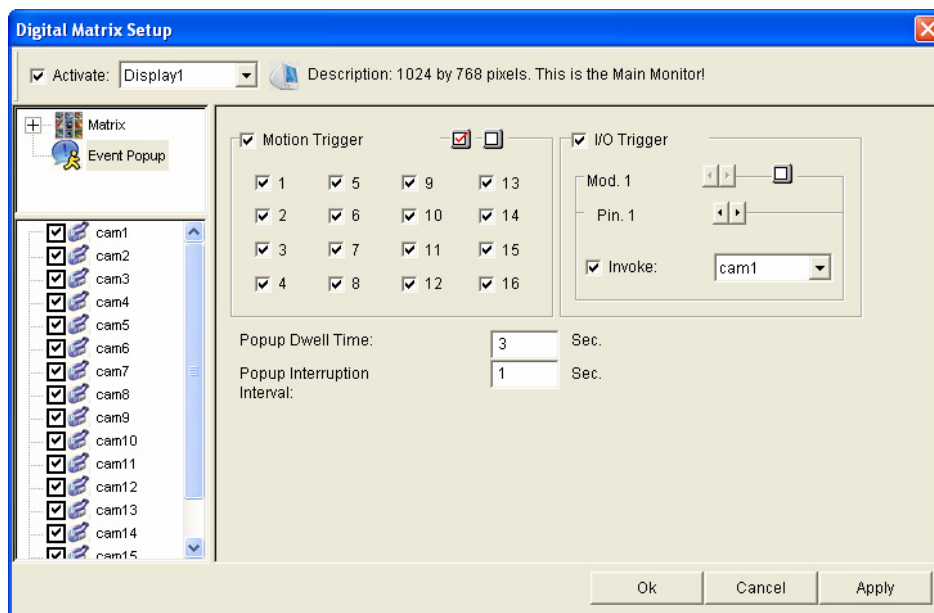 Digital Matrix Setup
Activate: Display1 Description: 1024 by 768 pixels. This is the Main Monitor!
Matrix
Event Popup
cam1
cam2
cam3
cam4
cam5
cam6
cam7
cam8
cam9
cam10
cam11
cam12
cam13
cam14
cam15
Motion Trigger
1 5 9 13
2 6 10 14
3 7 11 15
4 8 12 16
I/O Trigger
Mod. 1
Pin. 1
Invoke: cam1
Popup Dwell Time: 3 Sec.
Popup Interruption
Interval: 1 Sec.
Ok Cancel Apply